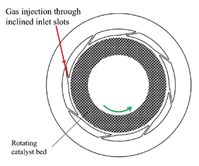 Gas injection through
inclined inlet slots
Rotating
catalyst bed